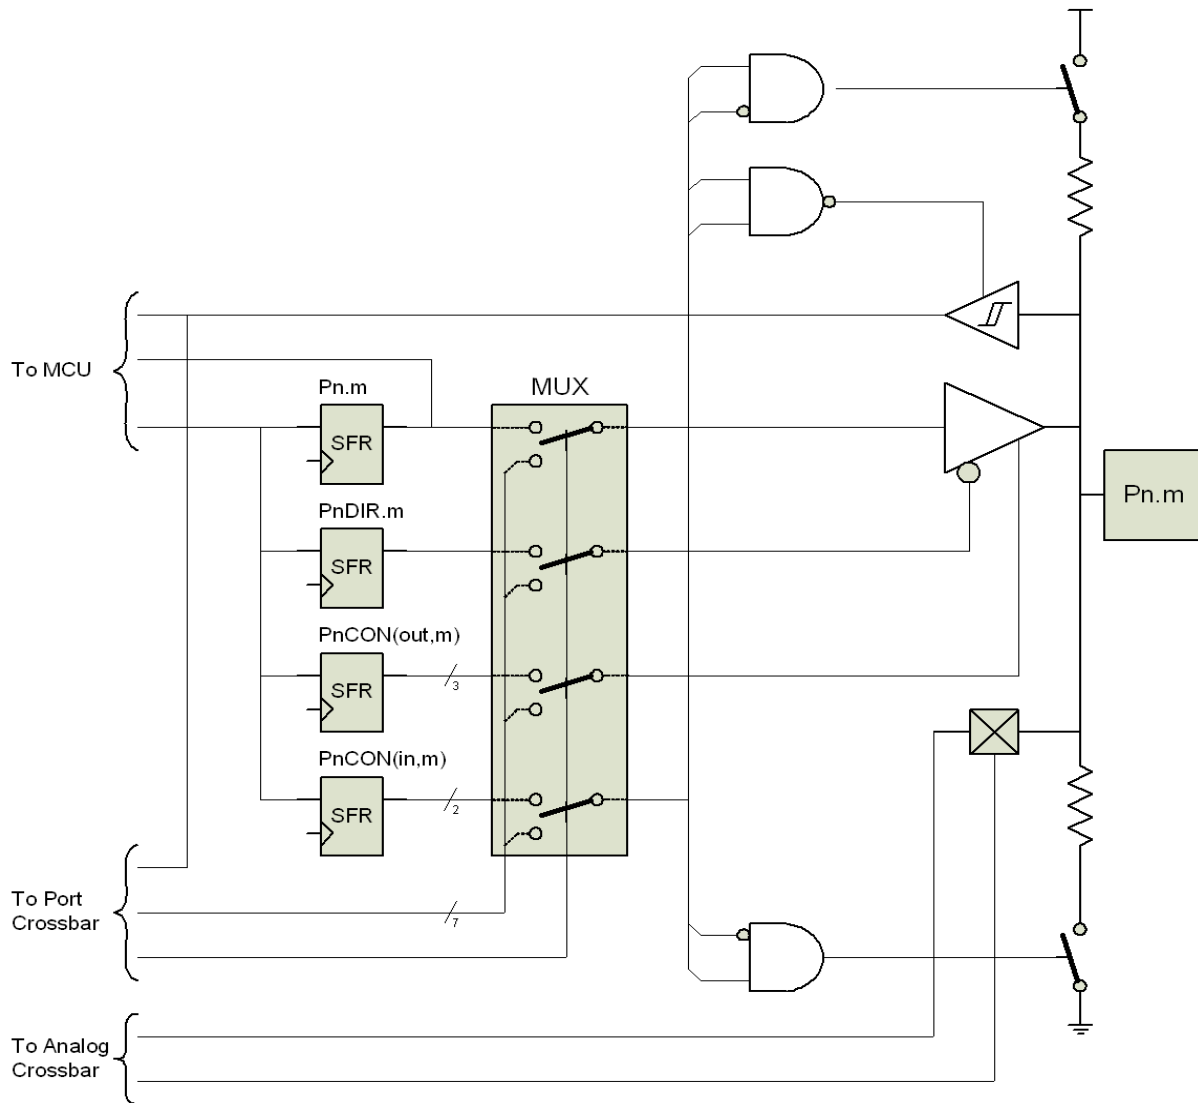 To MCU
Pn.m
MUX
SFR
Pn.m
PnDIR.m
SFR
PnCON(out,m)
SFR
3
PnCON(in,m)
SFR
2
To Port
Crossbar
7
To Analog
Crossbar